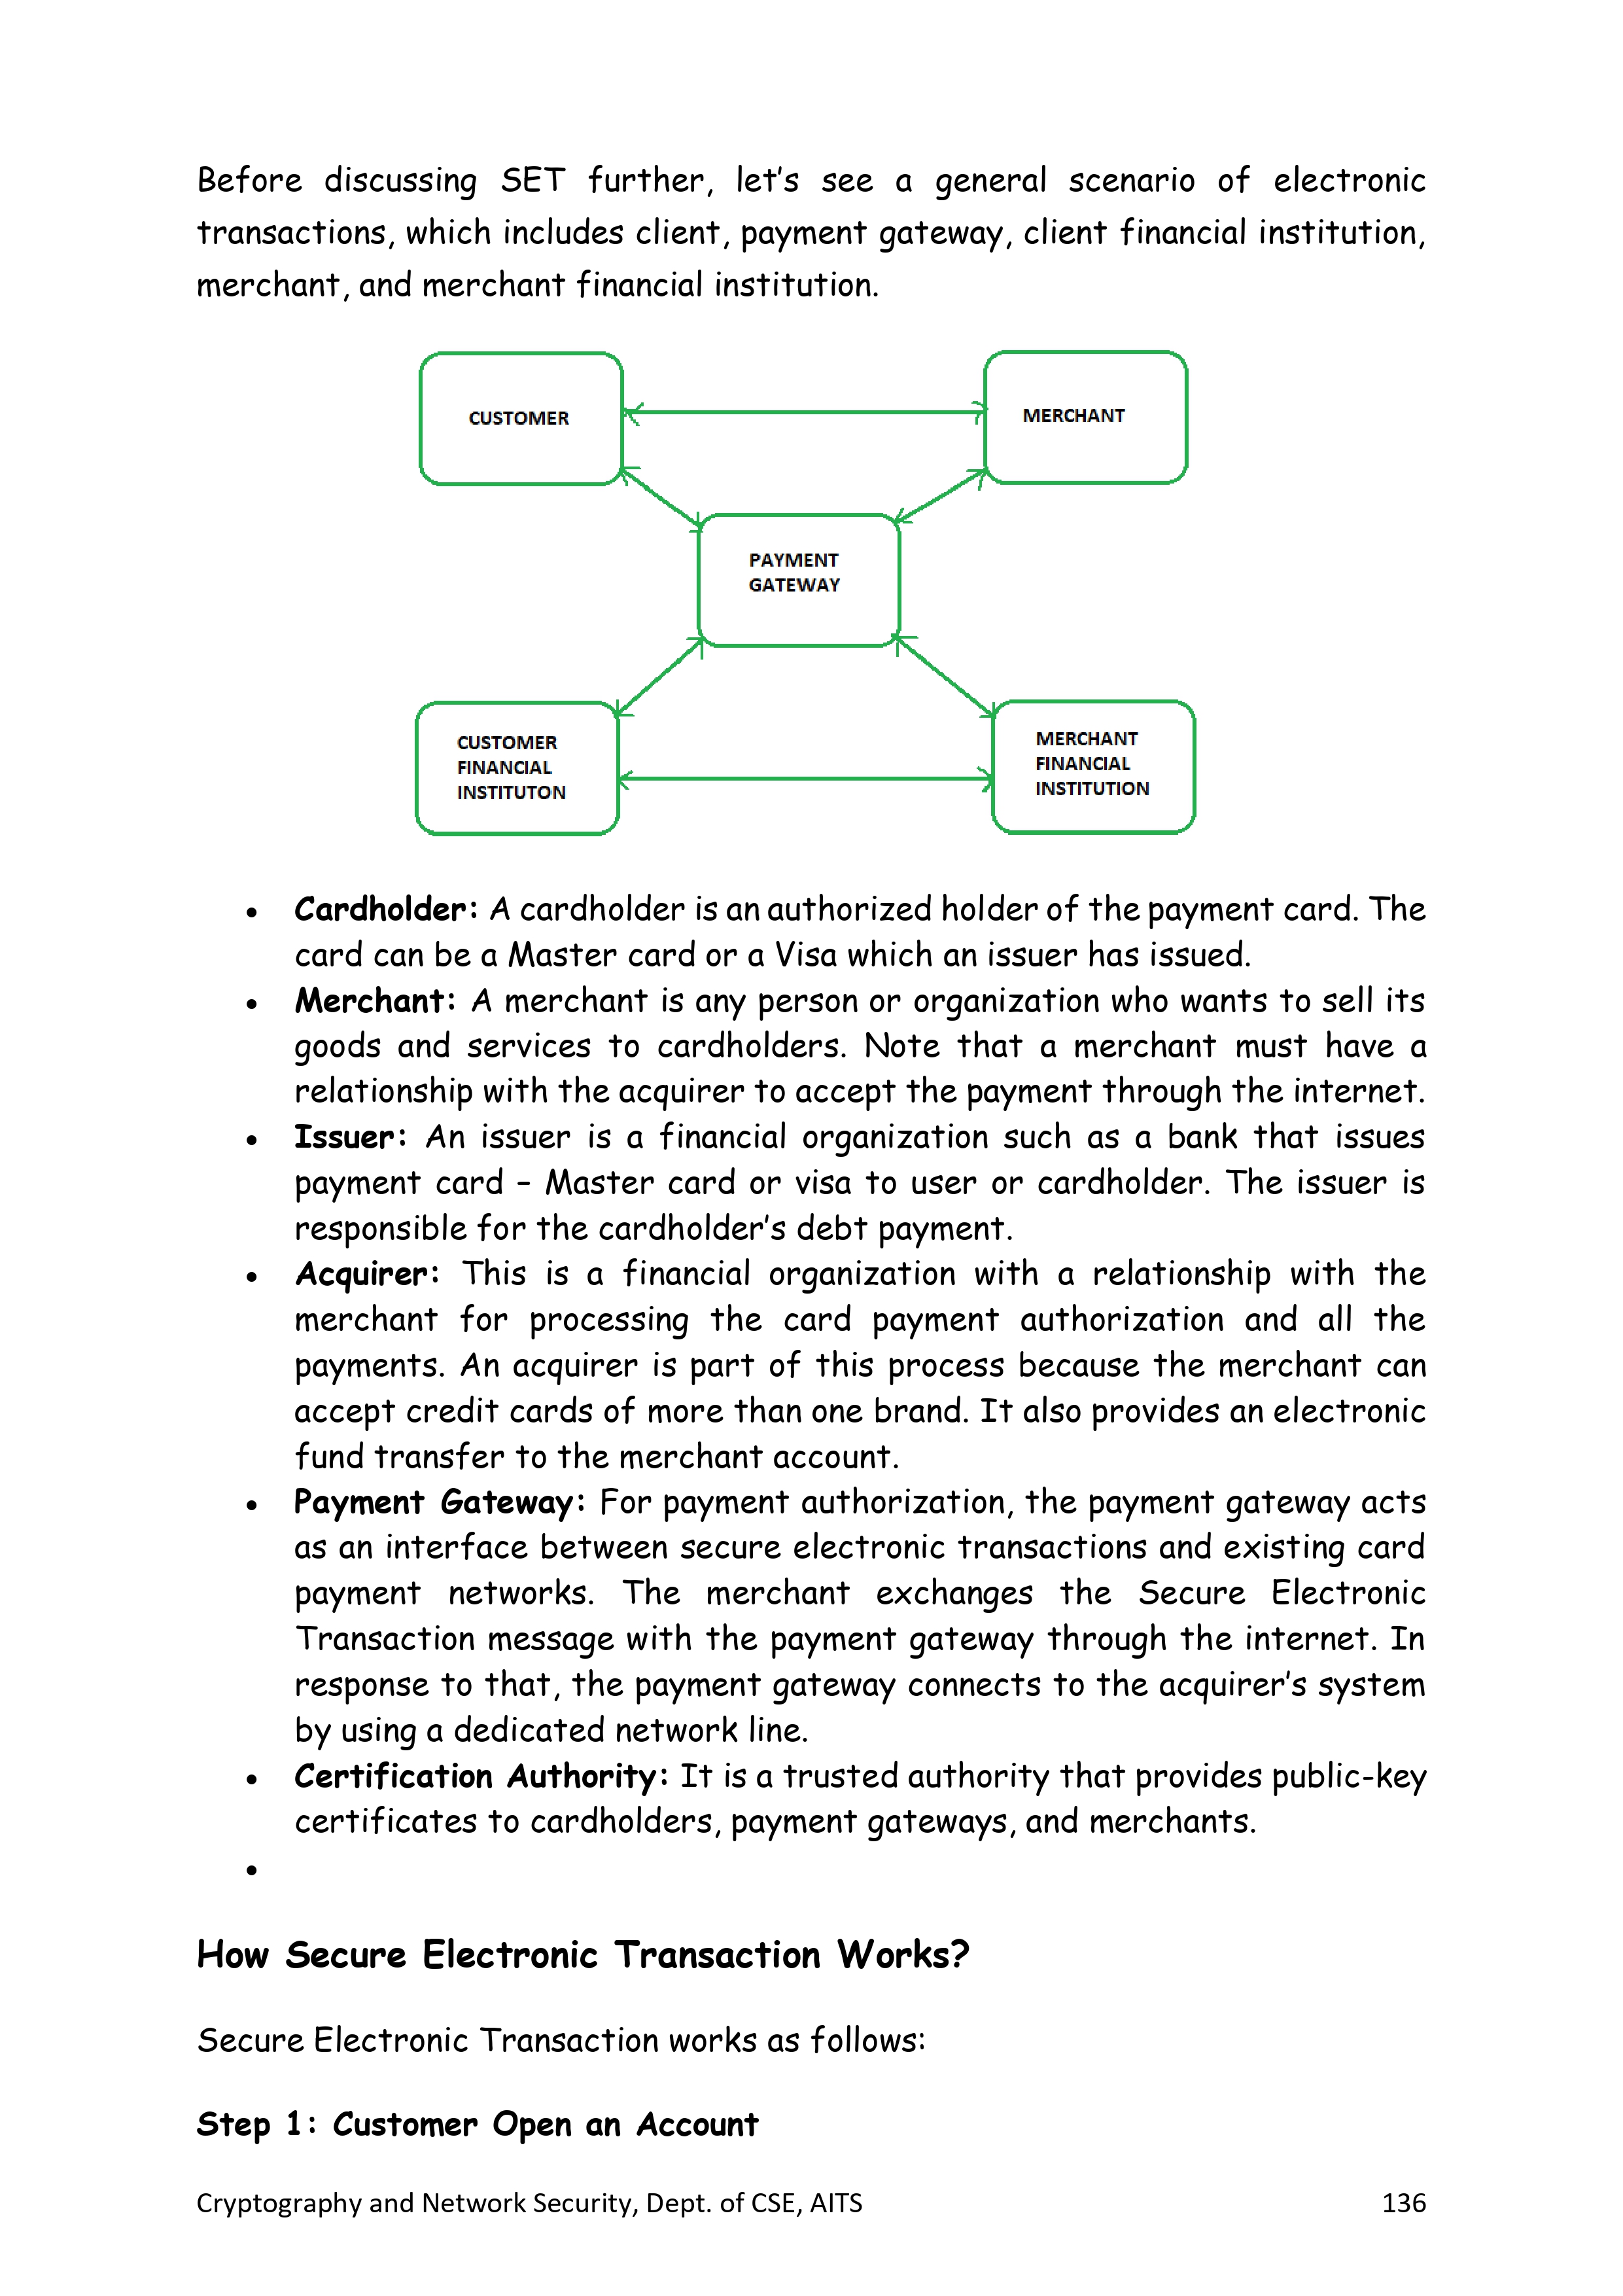 Before discussing SET further, let’s see a general scenario of electronic
transactions, which includes client, payment gateway, client financial institution,
merchant, and merchant financial institution.
CUSTOMER
MERCHANT
PAYMENT
GATEWAY
CUSTOMER
FINANCIAL
INSTITUTON
MERCHANT
FINANCIAL
INSTITUTION
• Cardholder: A cardholder is an authorized holder of the payment card. The
card can be a Master card or a Visa which an issuer has issued.
• Merchant: A merchant is any person or organization who wants to sell its
goods and services to cardholders. Note that a merchant must have a
relationship with the acquirer to accept the payment through the internet.
• Issuer: An issuer is a financial organization such as a bank that issues
payment card – Master card or visa to user or cardholder. The issuer is
responsible for the cardholder’s debt payment.
• Acquirer: This is a financial organization with a relationship with the
merchant for processing the card payment authorization and all the
payments. An acquirer is part of this process because the merchant can
accept credit cards of more than one brand. It also provides an electronic
fund transfer to the merchant account.
• Payment Gateway: For payment authorization, the payment gateway acts
as an interface between secure electronic transactions and existing card
payment networks. The merchant exchanges the Secure Electronic
Transaction message with the payment gateway through the internet. In
response to that, the payment gateway connects to the acquirer’s system
by using a dedicated network line.
• Certification Authority: It is a trusted authority that provides public-key
certificates to cardholders, payment gateways, and merchants.
•
How Secure Electronic Transaction Works?
Secure Electronic Transaction works as follows:
Step 1: Customer Open an Account
Cryptography and Network Security, Dept. of CSE, AITS 136